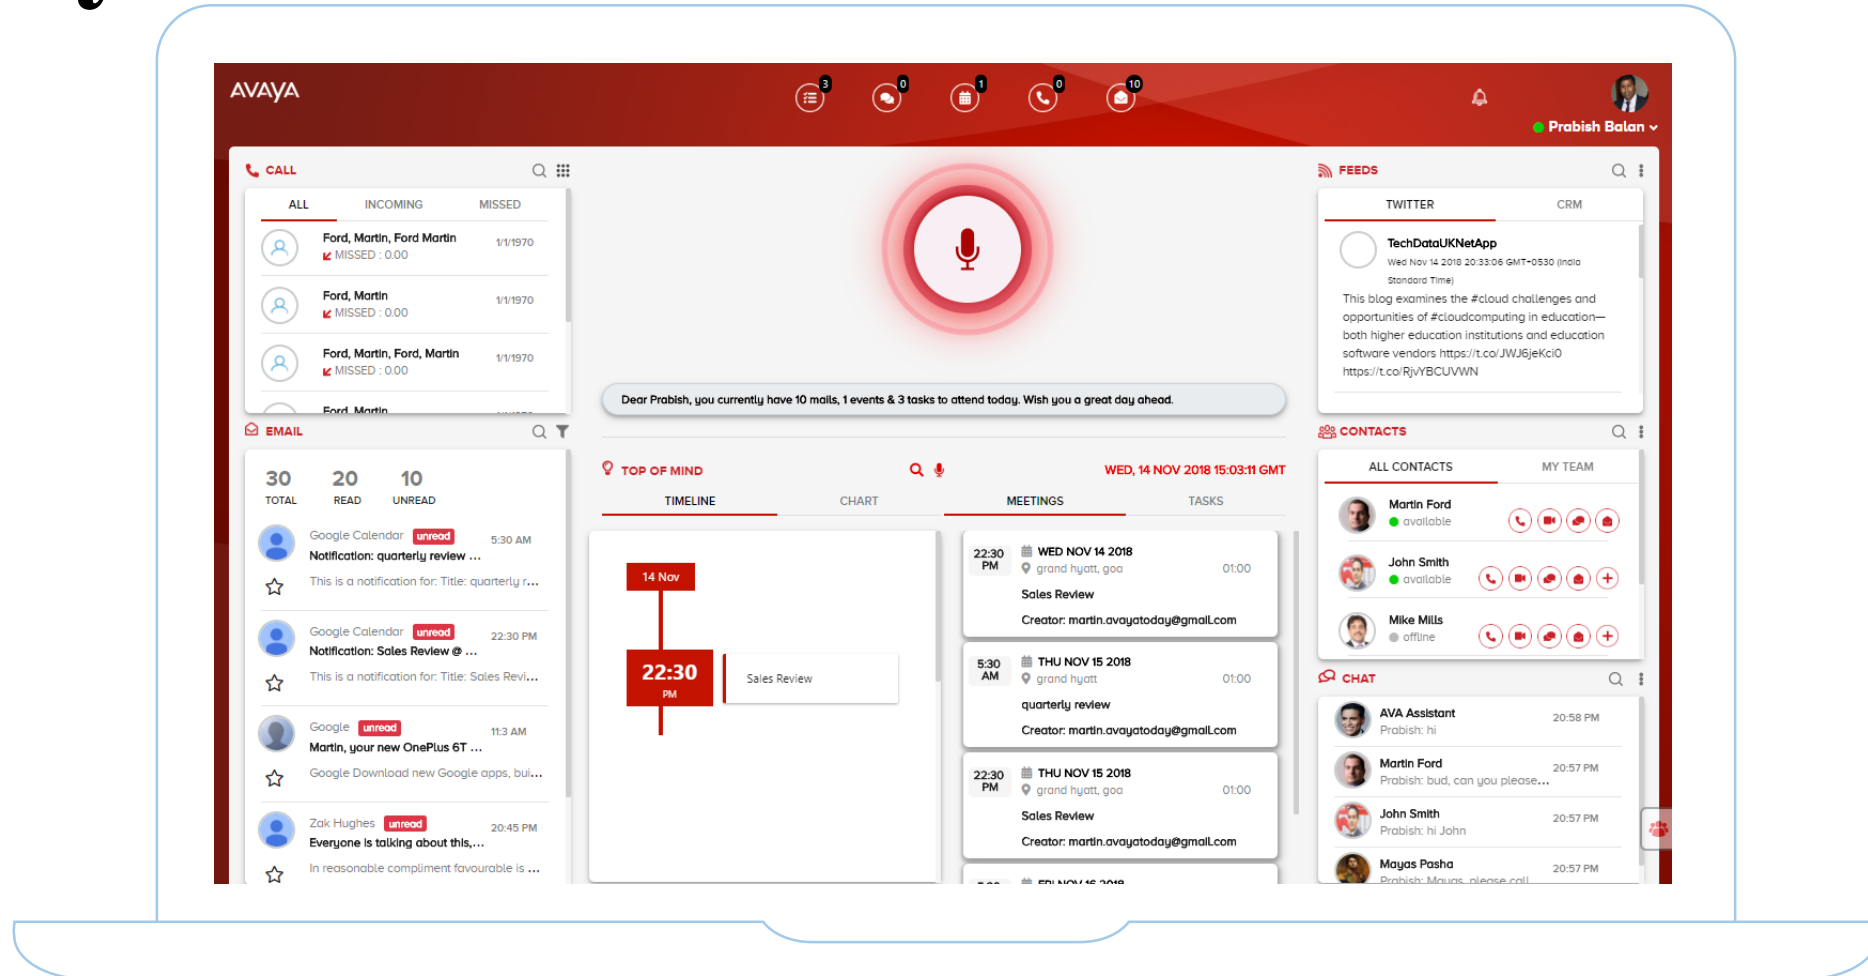 AVAYA
3
0
1
0
10
Prabish Balan
CALL
ALL INCOMING MISSED
Ford, Martin, Ford Martin 1/1/1970
MISSED : 0.00
Ford, Martin 1/1/1970
MISSED : 0.00
Ford, Martin, Ford, Martin 1/1/1970
MISSED : 0.00
Ford, Martin
EMAIL
30 20 10
TOTAL READ UNREAD
Google Calendar unread 5:30 AM
Notification: quarterly review ...
This is a notification for: Title: quarterly r...
Google Calendar unread 22:30 PM
Notification: Sales Review @ ...
This is a notification for: Title: Sales Revi...
Google unread 11:3 AM
Martin, your new OnePlus 6T ...
Google Download new Google apps, bui...
Zak Hughes unread 20:45 PM
Everyone is talking about this,...
In reasonable compliment favourable is ...
Dear Prabish, you currently have 10 mails, 1 events & 3 tasks to attend today. Wish you a great day ahead.
TOP OF MIND WED, 14 NOV 2018 15:03:11 GMT
TIMELINE CHART MEETINGS TASKS
14 Nov
22:30
PM
Sales Review
22:30 WED NOV 14 2018
PM grand hyatt, goa 01:00
Sales Review
Creator: martin.avayatoday@gmail.com
5:30 THU NOV 15 2018
AM grand hyatt 01:00
quarterly review
Creator: martin.avayatoday@gmail.com
22:30 THU NOV 15 2018
PM grand hyatt, goa 01:00
Sales Review
Creator: martin.avayatoday@gmail.com
FRI NOV 16 2018
FEEDS
TWITTER CRM
TechDataUKNetApp
Wed Nov 14 2018 20:33:06 GMT+0530 (India
Standard Time)
This blog examines the #cloud challenges and
opportunities of #cloudcomputing in education—
both higher education institutions and education
software vendors https://t.co/JWJ6jeKci0
https://t.co/RjvYBCUVWN
CONTACTS
ALL CONTACTS MY TEAM
Martin Ford
available
John Smith
available
Mike Mills
offline
CHAT
AVA Assistant 20:58 PM
Prabish: hi
Martin Ford 20:57 PM
Prabish: bud, can you please...
John Smith 20:57 PM
Prabish: hi John
Mayas Pasha 20:57 PM
Prabish: Mayas, please call